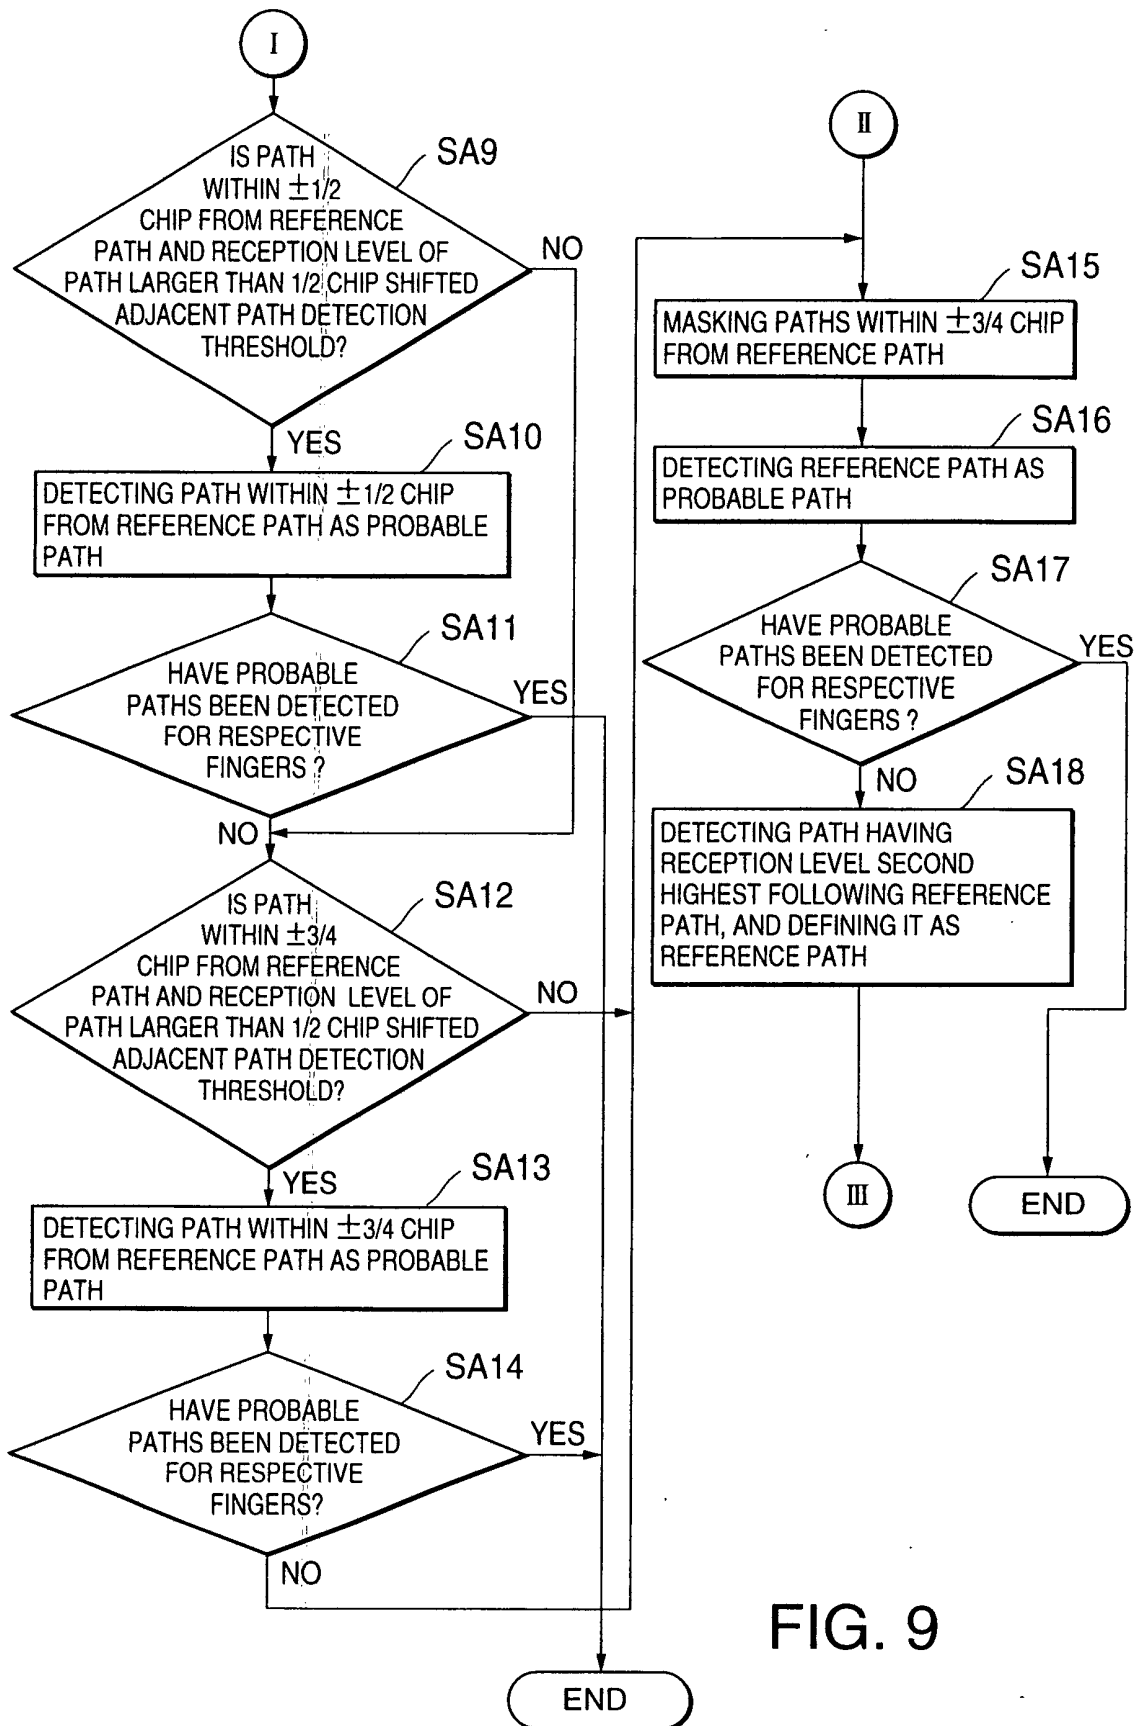 I
SA9
IS PATH
WITHIN ±1/2
CHIP FROM REFERENCE
PATH AND RECEPTION LEVEL OF
PATH LARGER THAN 1/2 CHIP SHIFTED
ADJACENT PATH DETECTION
THRESHOLD?
NO
YES
SA10
DETECTING PATH WITHIN ±1/2 CHIP
FROM REFERENCE PATH AS PROBABLE
PATH
SA11
HAVE PROBABLE
PATHS BEEN DETECTED
FOR RESPECTIVE
FINGERS ?
YES
NO
SA12
IS PATH
WITHIN ±3/4
CHIP FROM REFERENCE
PATH AND RECEPTION LEVEL OF
PATH LARGER THAN 1/2 CHIP SHIFTED
ADJACENT PATH DETECTION
THRESHOLD?
NO
YES
SA13
DETECTING PATH WITHIN ±3/4 CHIP
FROM REFERENCE PATH AS PROBABLE
PATH
SA14
HAVE PROBABLE
PATHS BEEN DETECTED
FOR RESPECTIVE
FINGERS?
YES
NO
END
II
SA15
MASKING PATHS WITHIN ±3/4 CHIP
FROM REFERENCE PATH
SA16
DETECTING REFERENCE PATH AS
PROBABLE PATH
SA17
HAVE PROBABLE
PATHS BEEN DETECTED
FOR RESPECTIVE
FINGERS ?
YES
NO
SA18
DETECTING PATH HAVING
RECEPTION LEVEL SECOND
HIGHEST FOLLOWING REFERENCE
PATH, AND DEFINING IT AS
REFERENCE PATH
III
END
FIG. 9